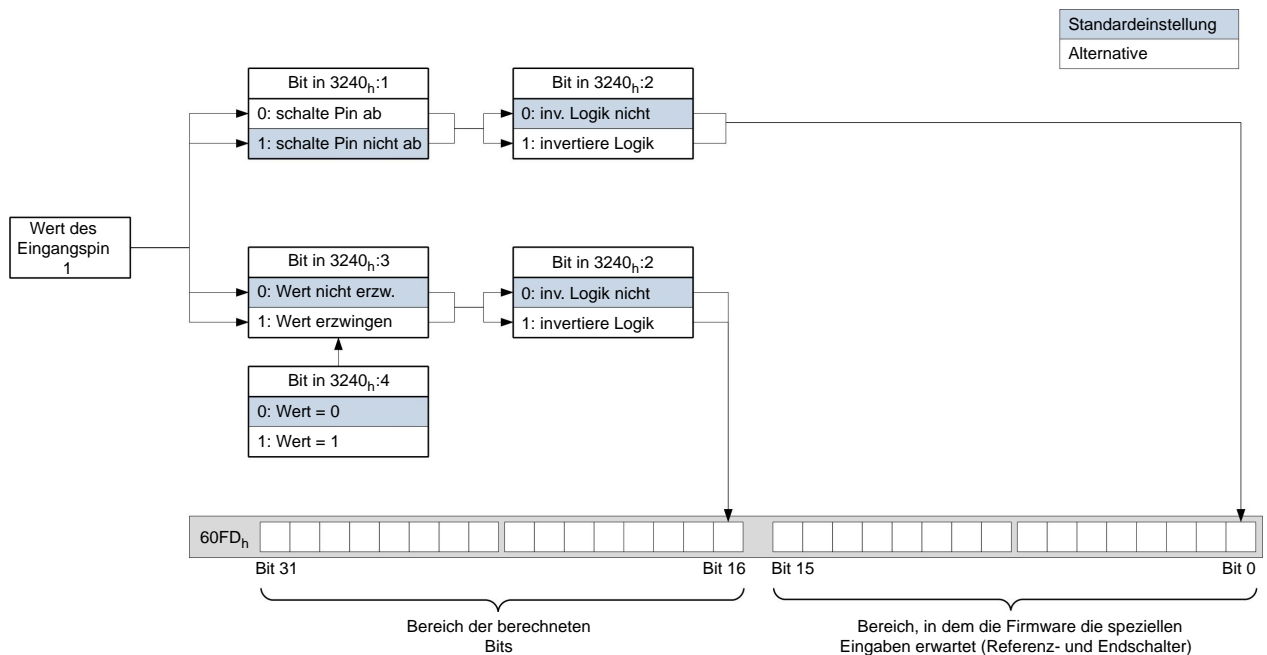 Standardeinstellung
Alternative
Bit in 3240h:1
0: schalte Pin ab
1: schalte Pin nicht ab
Bit in 3240h:2
0: inv. Logik nicht
1: invertiere Logik
Wert des
Eingangspin
1
Bit in 3240h:3
0: Wert nicht erzw.
1: Wert erzwingen
Bit in 3240h:2
0: inv. Logik nicht
1: invertiere Logik
Bit in 3240h:4
0: Wert = 0
1: Wert = 1
60FDh
Bit 31
Bit 16
Bit 15
Bit 0
Bereich der berechneten
Bits
Bereich, in dem die Firmware die speziellen
Eingaben erwartet (Referenz- und Endschalter)